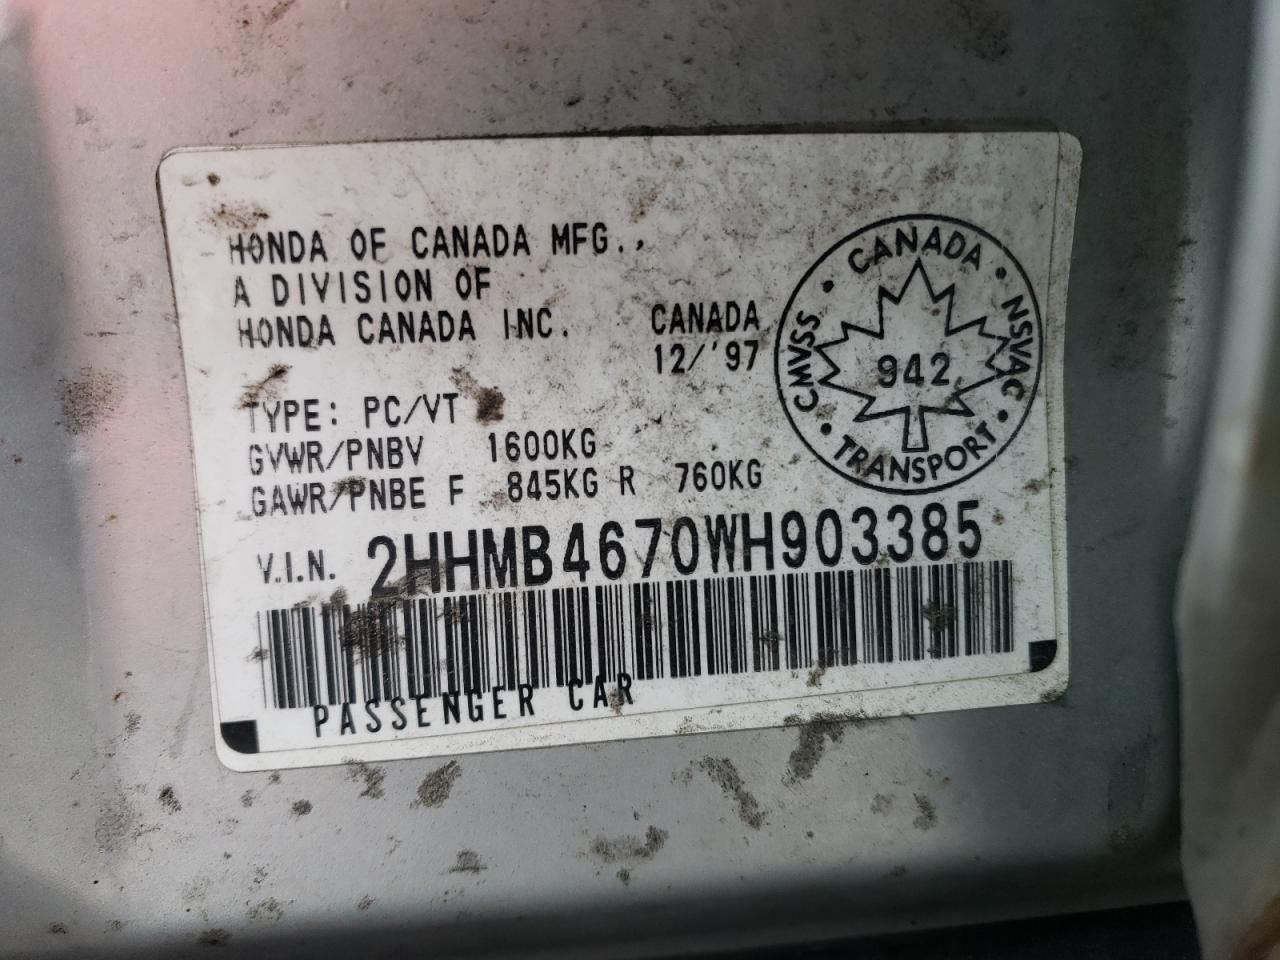 HONDA OF CANADA MFG.,
A DIVISION OF
HONDA CANADA INC. CANADA
12/'97
TYPE: PC/VT
GVWR/PNBV 1600KG
GAWR/PNBE F 845KG R 760KG
V.I.N. 2HHMB4670WH903385
PASSENGER CAR
CANADA • NSVAC • TRANSPORT • CMVSS •
942